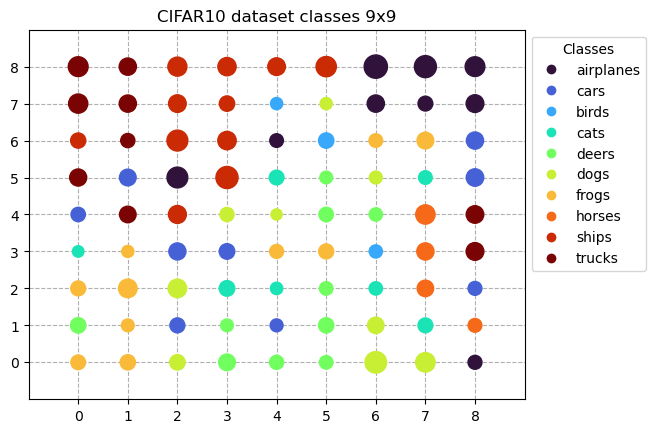 CIFAR10 dataset classes 9x9
8
7
6
5
4
3
2
1
0
0 1 2 3 4 5 6 7 8
Classes
airplanes
cars
birds
cats
deers
dogs
frogs
horses
ships
trucks